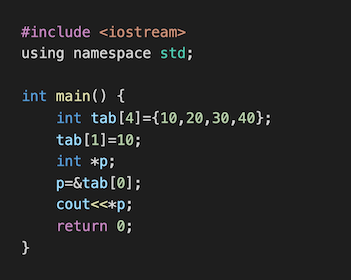 #include <iostream>
using namespace std;

int main() {
    int tab[4]={10,20,30,40};
    tab[1]=10;
    int *p;
    p=&tab[0];
    cout<<*p;
    return 0;
}